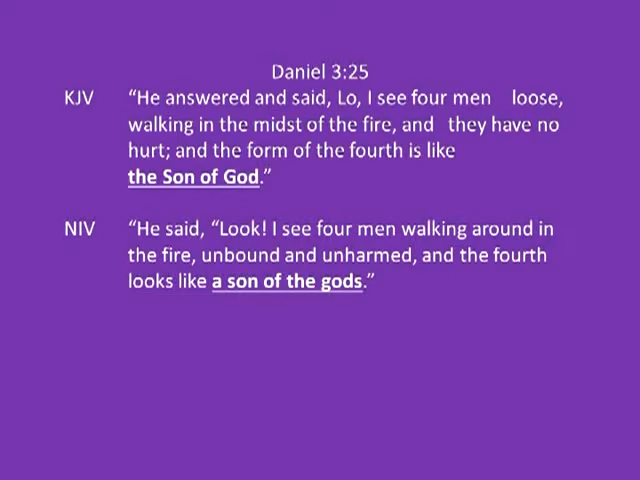 Daniel 3:25
KJV “He answered and said, Lo, I see four men loose,
walking in the midst of the fire, and they have no
hurt; and the form of the fourth is like
the Son of God.”
NIV “He said, “Look! I see four men walking around in
the fire, unbound and unharmed, and the fourth
looks like a son of the gods.”